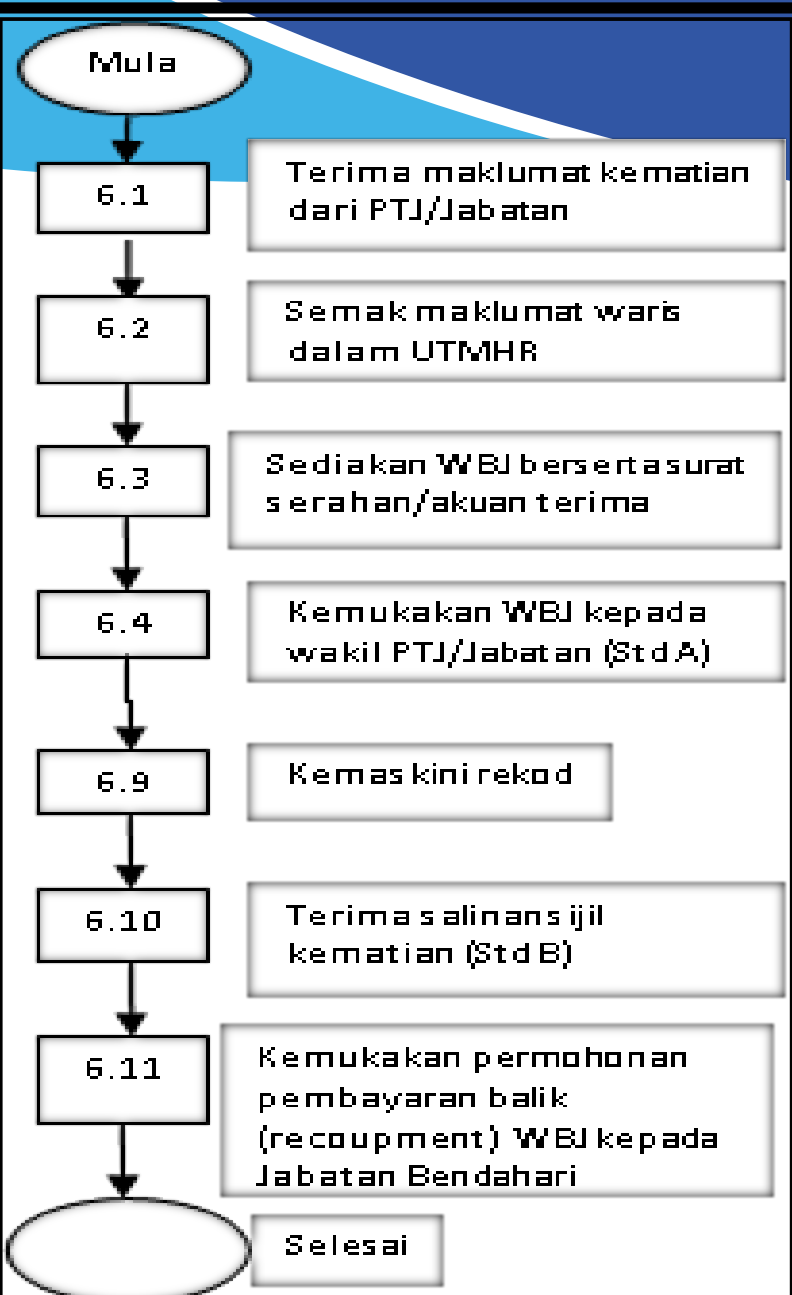 Mula
6.1
Terima maklumat kematian
dari PTJ/Jabatan
6.2
Semak maklumat waris
dalam UTMHR
6.3
Sediakan WBJ bersertasurat
serahan/akuan terima
6.4
Kemukakan WBJ kepada
wakil PTJ/Jabatan (Std A)
6.9
Kemaskini rekod
6.10
Terima salinan sijil
kematian (Std B)
6.11
Kemukakan permohonan
pembayaran balik
(recoupment) WBJ kepada
Jabatan Bendahari
Selesai